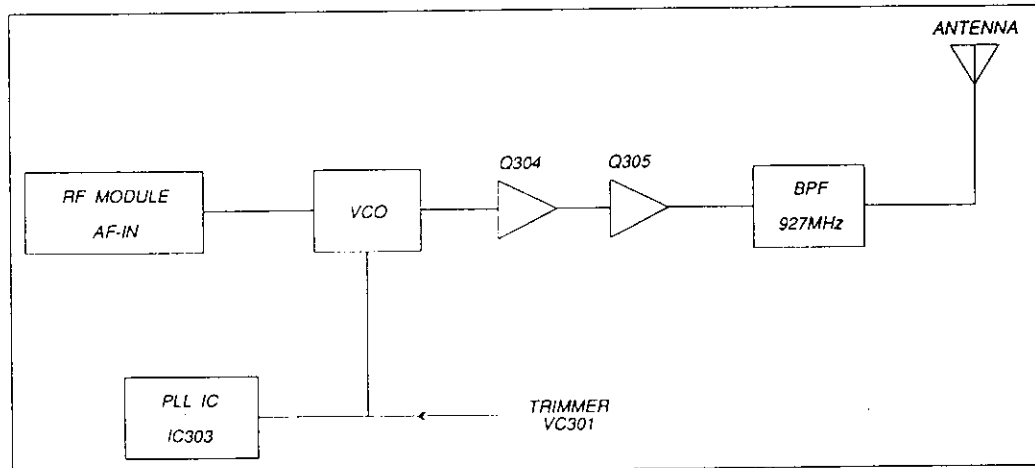 ANTENNA
Q304
Q305
RF MODULE
AF-IN
VCO
BPF
927MHz
PLL IC
IC303
TRIMMER
VC301